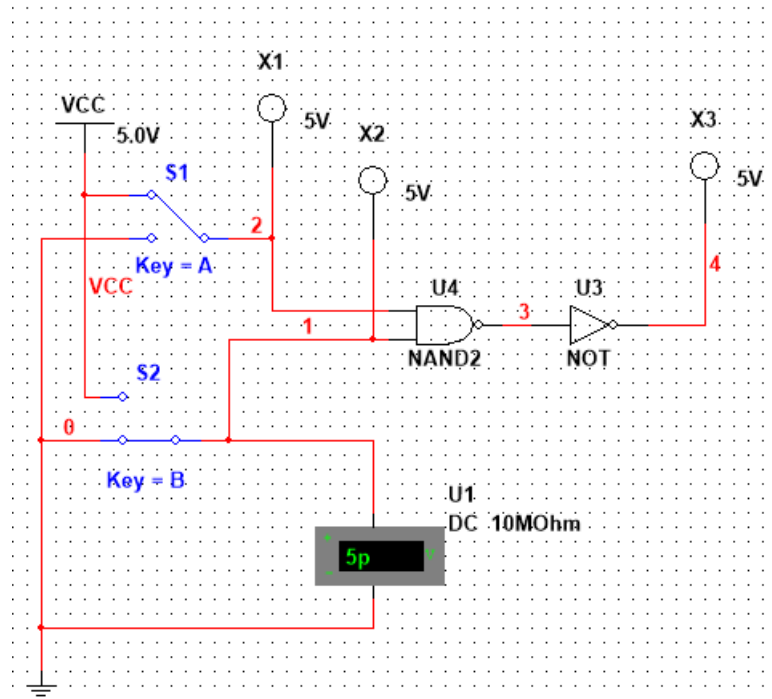 X1
VCC
5.0V
5V
X2
X3
S1
5V
5V
2
Key = A
VCC
4
U4
U3
1
3
NAND2
NOT
S2
0
Key = B
U1
DC 10MOhm
+
5p
V
-